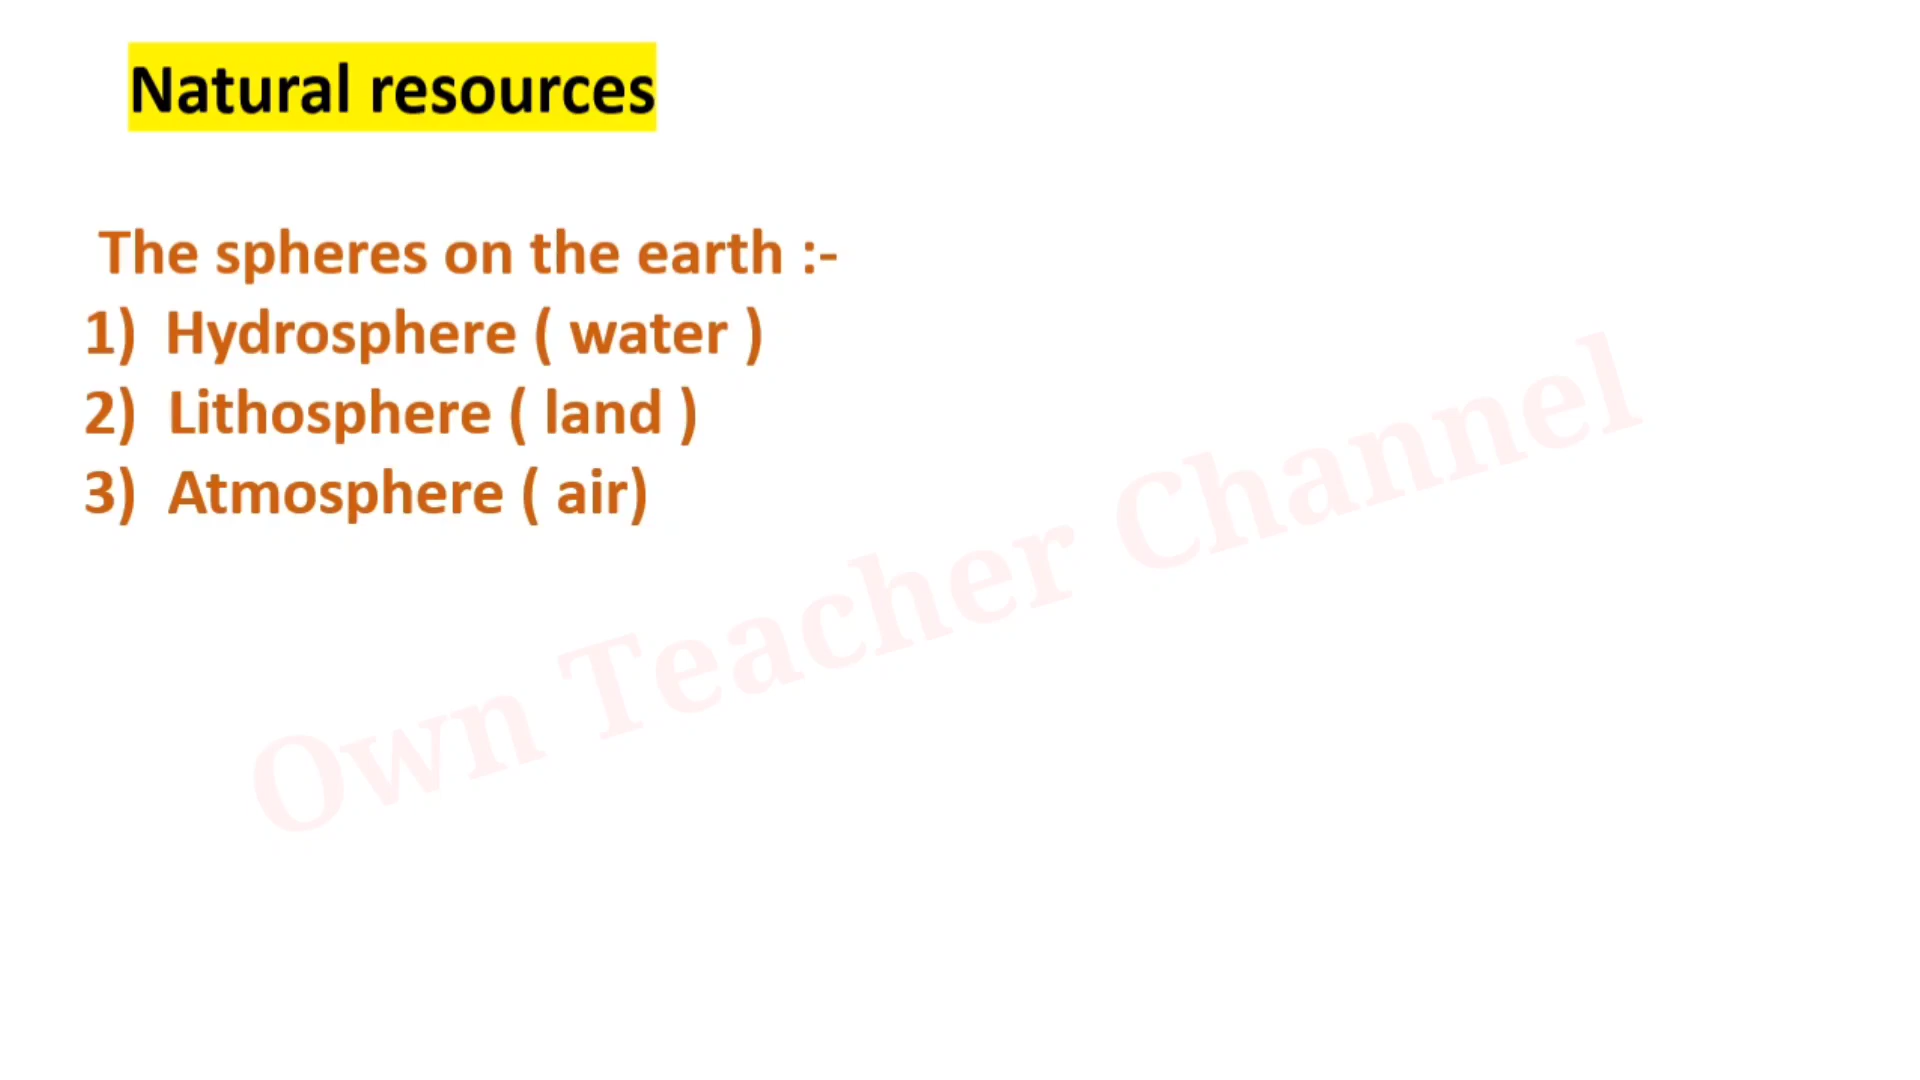 Natural resources
The spheres on the earth :-
1) Hydrosphere ( water )
2) Lithosphere ( land )
3) Atmosphere ( air)
Own Teacher Channel